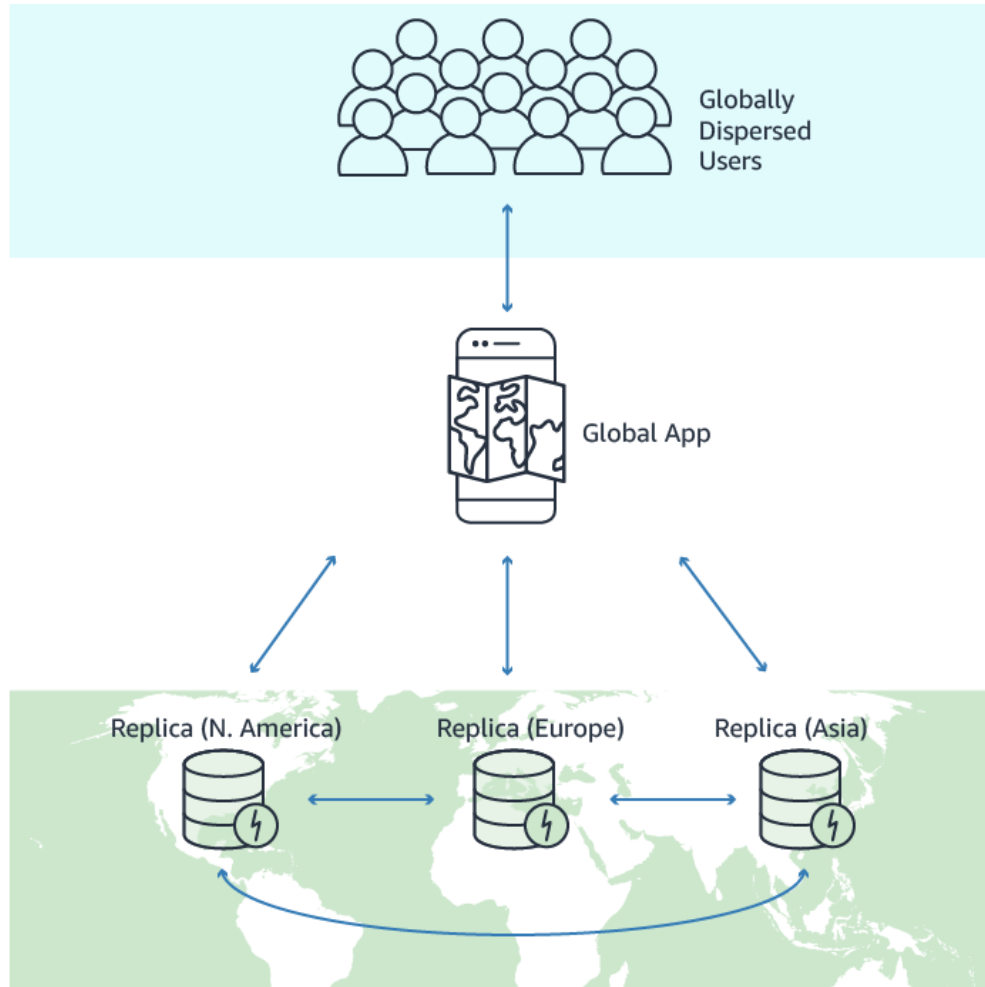 Globally
Dispersed
Users
Global App
Replica (N. America)
Replica (Europe)
Replica (Asia)